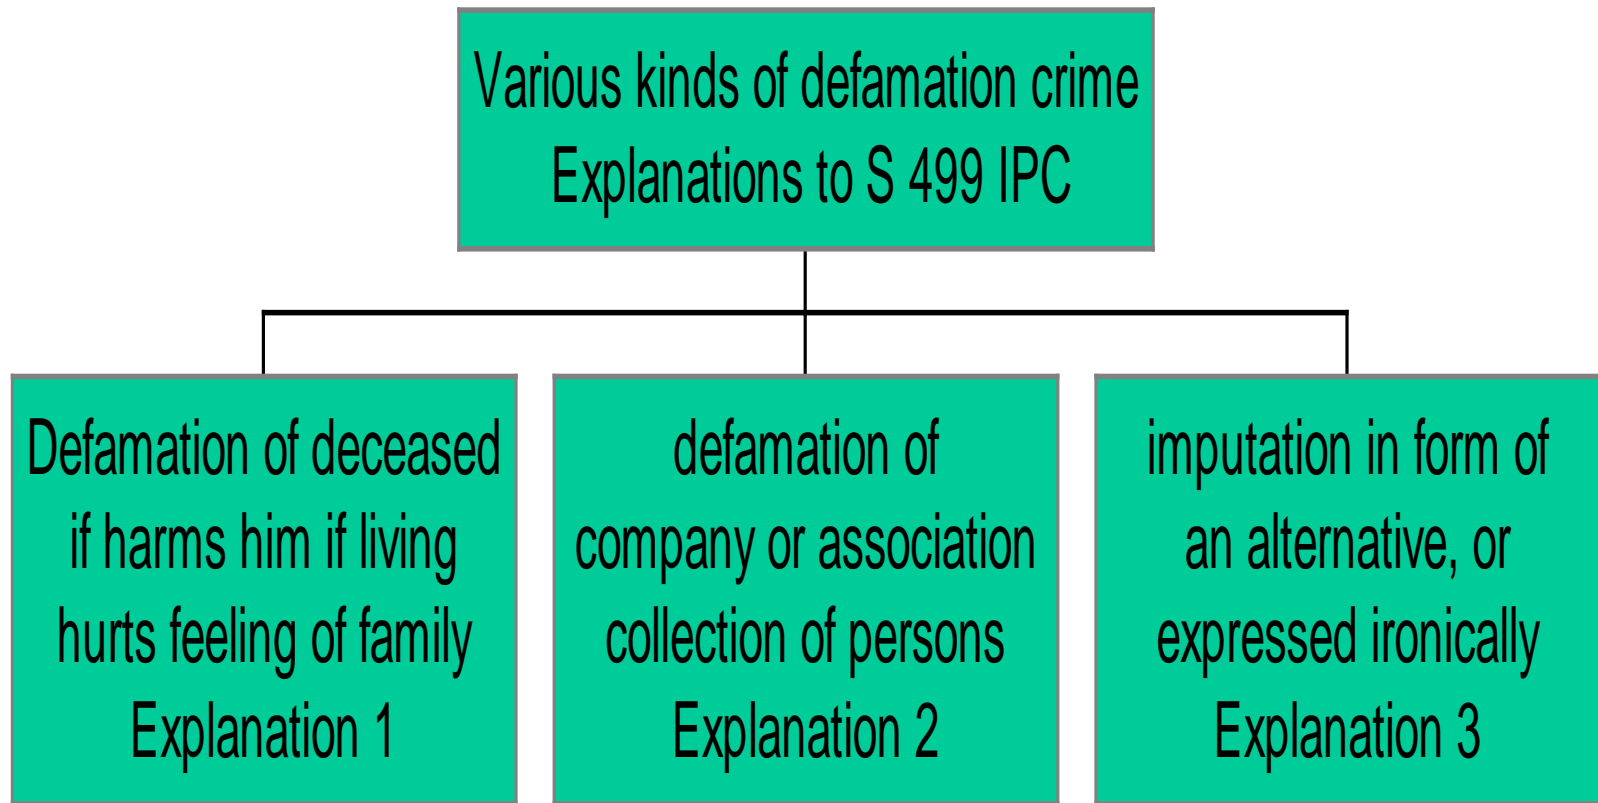 Various kinds of defamation crime
Explanations to S 499 IPC
Defamation of deceased
if harms him if living
hurts feeling of family
Explanation 1
defamation of
company or association
collection of persons
Explanation 2
imputation in form of
an alternative, or
expressed ironically
Explanation 3